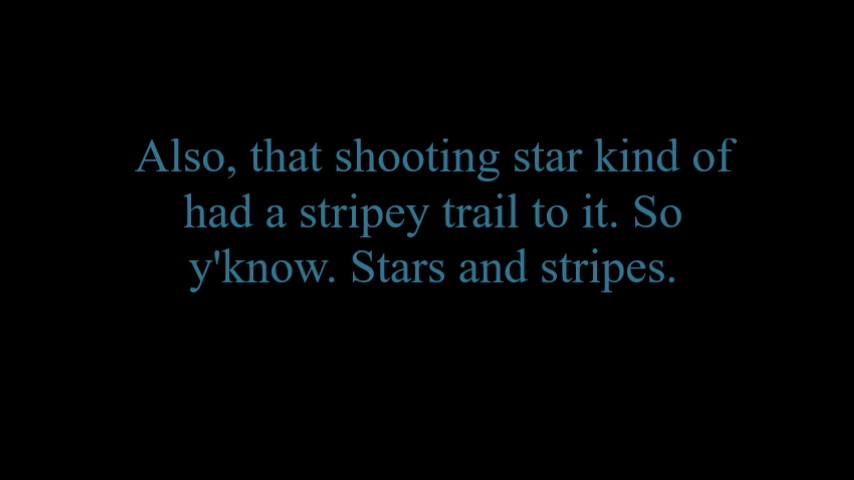 Also, that shooting star kind of
had a stripey trail to it. So
y'know. Stars and stripes.